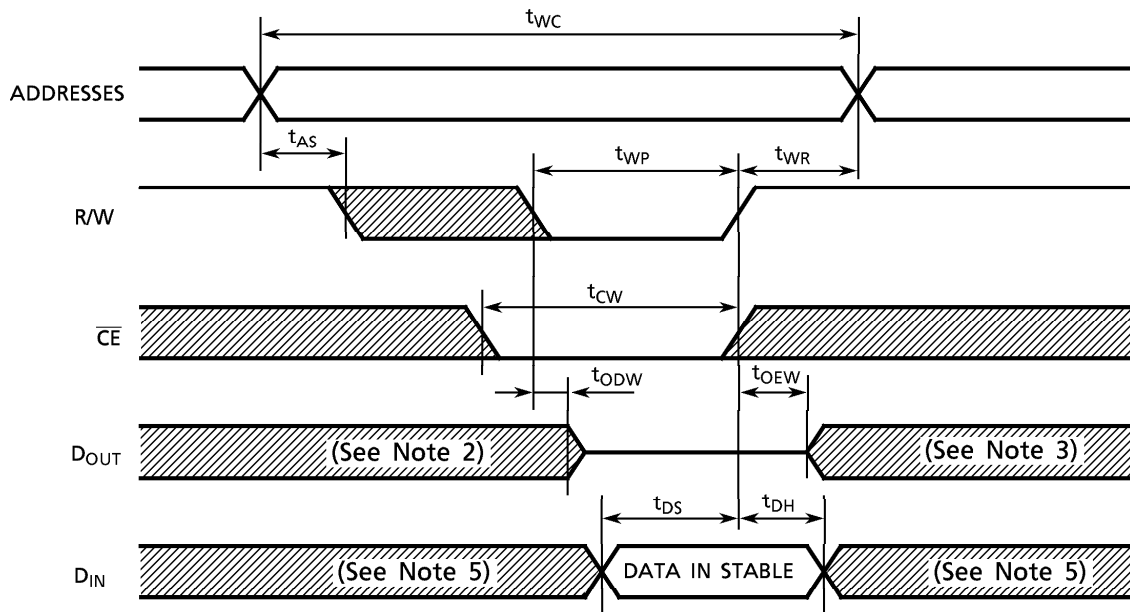 tWC
ADDRESSES
tAS
tWP
tWR
R/W
tCW
CE
tODW
tOEW
DOUT
(See Note 2)
(See Note 3)
tDS
tDH
DIN
(See Note 5)
DATA IN STABLE
(See Note 5)